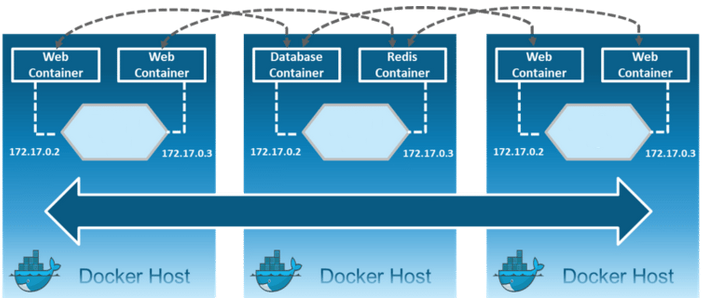 Web
Container
Web
Container
Database
Container
Redis
Container
Web
Container
Web
Container
172.17.0.2
172.17.0.3
172.17.0.2
172.17.0.3
172.17.0.2
172.17.0.3
Docker Host
Docker Host
Docker Host